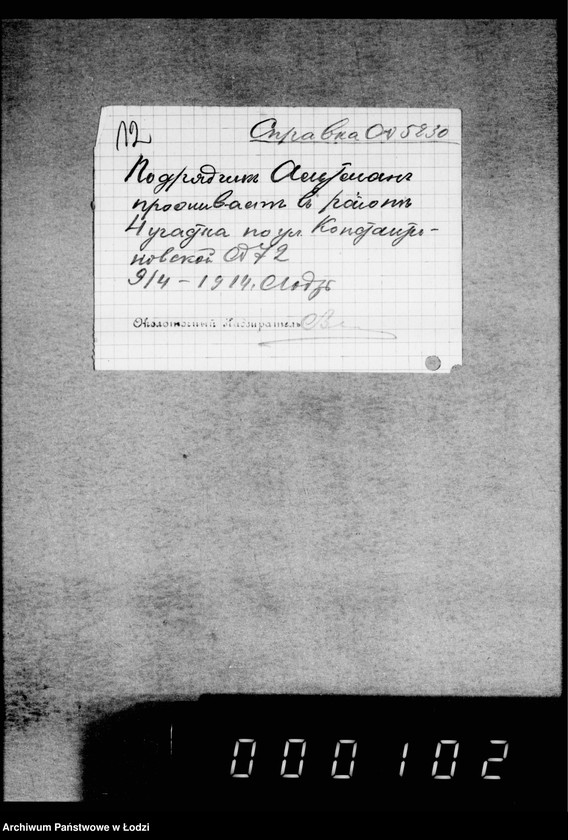 12
Справка № 5230
Подрядчик
проживает в районе
4 участка по ул. Константи-
новской № 72
9/4 – 1914, Лодзь
Околоточный Надзиратель
000102
Archiwum Państwowe w Łodzi